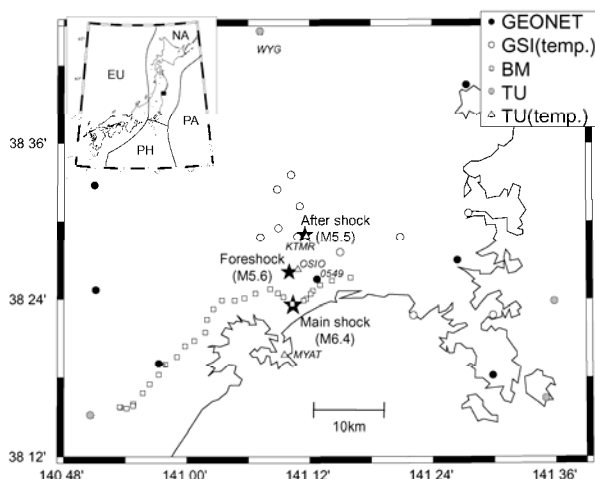 GEONET
GSI(temp.)
BM
TU
TU(temp.)
NA
EU
PA
PH
WYG
38 36'
After shock
(M5.5)
KTMR
Foreshock
(M5.6)
OSIO
0549
38 24'
Main shock
(M6.4)
MYAT
10km
38 12'
140 48'
141 00'
141 12'
141 24'
141 36'